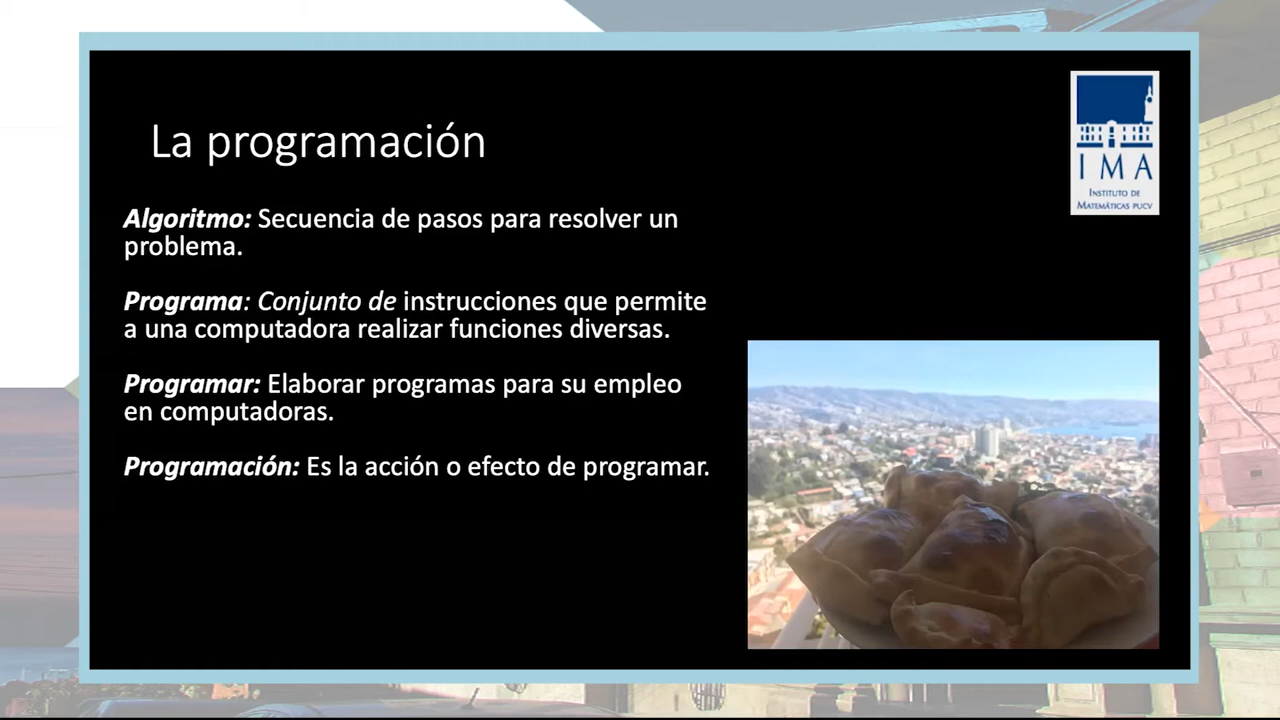 La programación
Algoritmo: Secuencia de pasos para resolver un
problema.
Programa: Conjunto de instrucciones que permite
a una computadora realizar funciones diversas.
Programar: Elaborar programas para su empleo
en computadoras.
Programación: Es la acción o efecto de programar.
IMA
INSTITUTO DE
MATEMÁTICAS PUCV